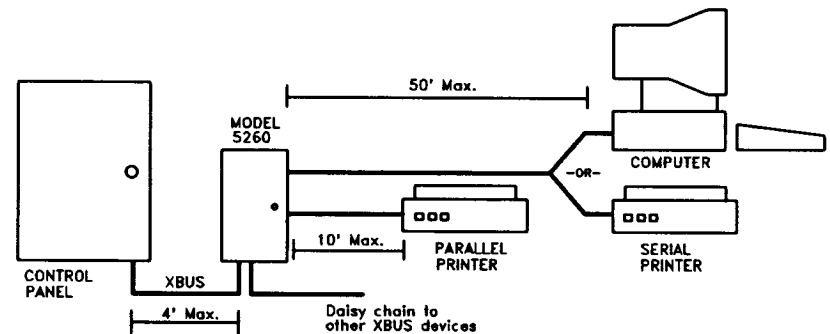 50' Max.
MODEL
5260
COMPUTER
-OR-
10' Max.
PARALLEL
PRINTER
SERIAL
PRINTER
CONTROL
PANEL
XBUS
4' Max.
Daisy chain to
other XBUS devices